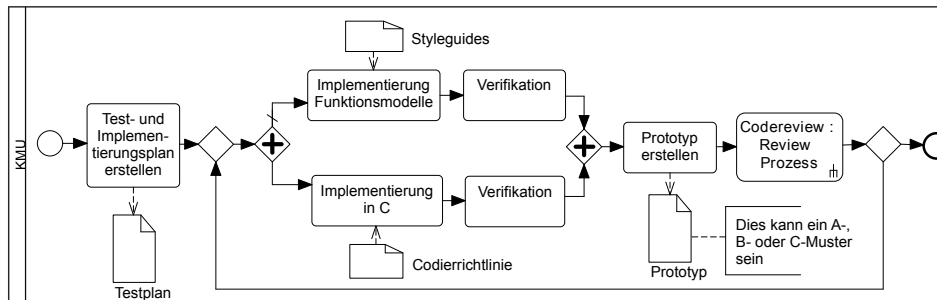 KMU
Test- und
Implemen-
tierungsplan
erstellen
Testplan
Styleguides
Implementierung
Funktionsmodelle
Verifikation
Implementierung
in C
Verifikation
Codierrichtlinie
Prototyp
erstellen
Prototyp
Codereview :
Review
Prozess
Dies kann ein A-,
B- oder C-Muster
sein